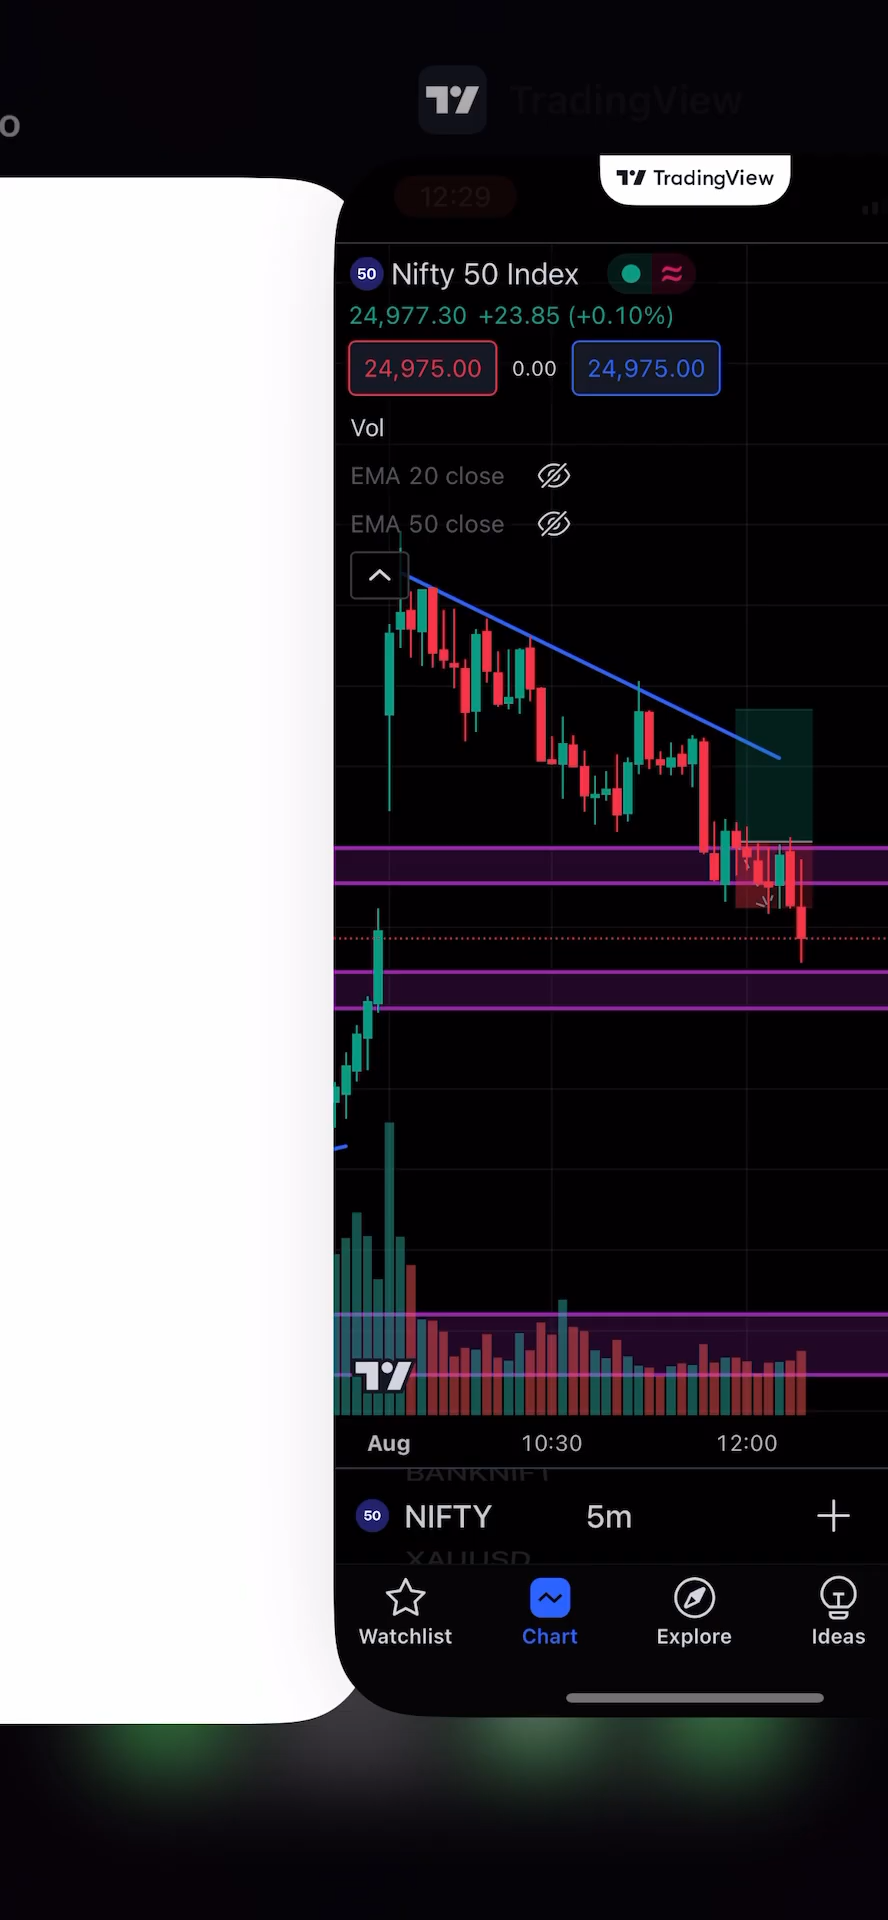 o
TradingView
12:29
TradingView
50 Nifty 50 Index
24,977.30 +23.85 (+0.10%)
24,975.00 0.00 24,975.00
Vol
EMA 20 close
EMA 50 close
Aug 10:30 12:00
BANKNIFT
50 NIFTY 5m
XAUUSD
Watchlist Chart Explore Ideas